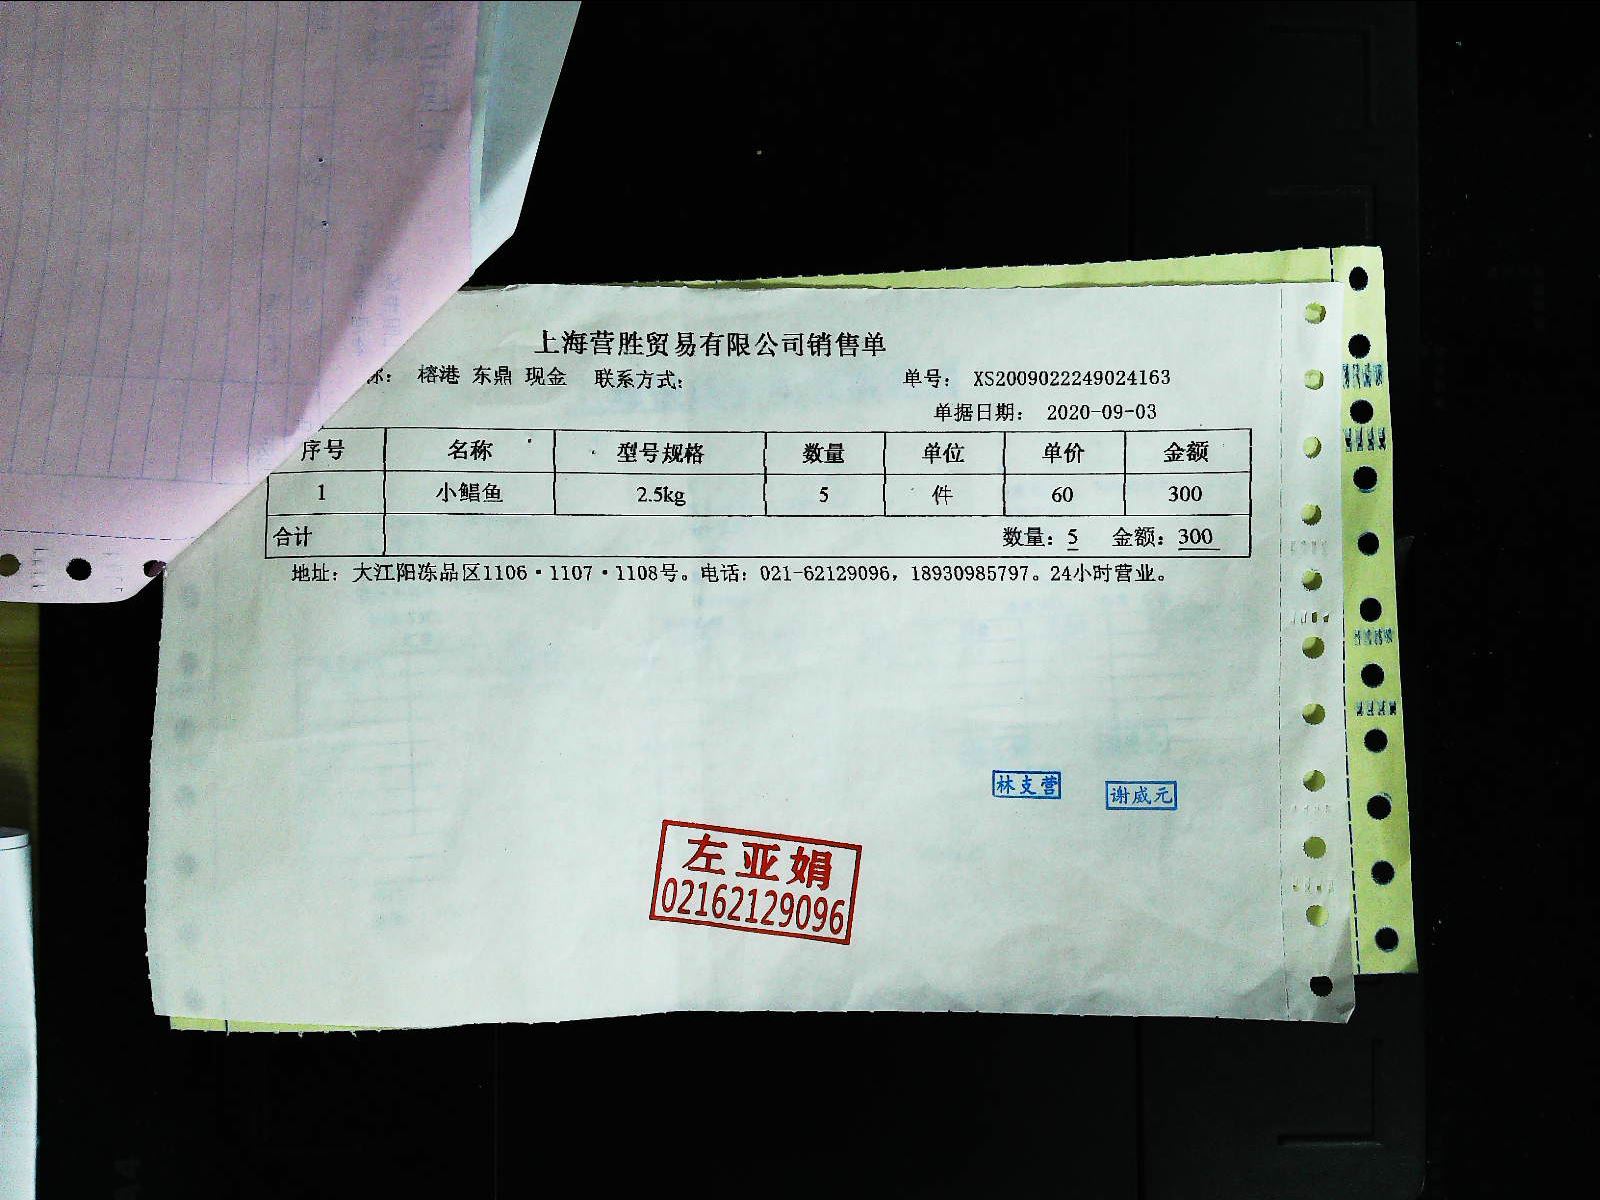 上海营胜贸易有限公司销售单
称： 榕港 东鼎 现金 联系方式： 单号： XS2009022249024163
单据日期： 2020-09-03
序号 名称 型号规格 数量 单位 单价 金额
1 小鲳鱼 2.5kg 5 件 60 300
合计 数量：5 金额：300
地址：大江阳冻品区1106·1107·1108号。电话：021-62129096，18930985797。24小时营业。
林支营
谢威元
左亚娟
02162129096